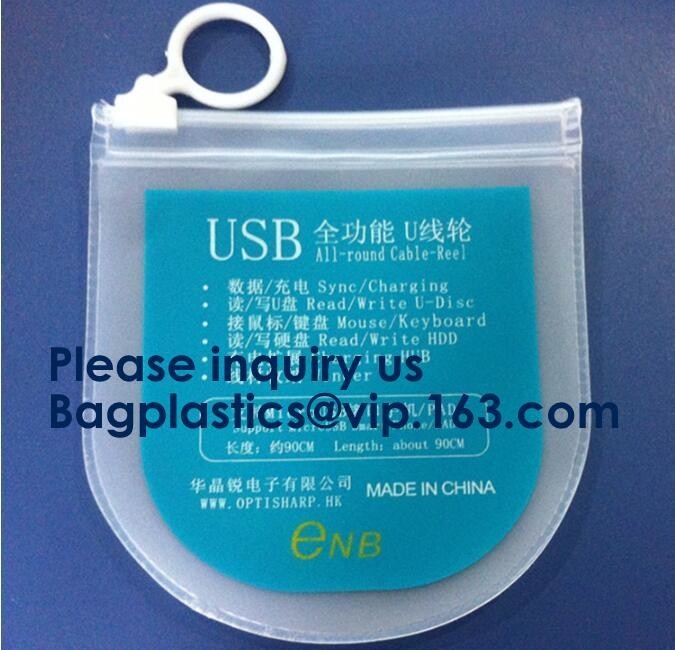 USB 全功能 U线轮
All-round Cable-Reel
· 数据/充电 Sync/Charging
· 读/写U盘 Read/Write U-Disc
· 接鼠标/键盘 Mouse/Keyboard
· 读/写硬盘 Read/Write HDD
HUB
Please inquiry us
Bagplastics@vip.163.com
Support
长度: 约90CM Length: about 90CM
华晶锐电子有限公司
WWW.OPTISHARP.HK
MADE IN CHINA
eNB